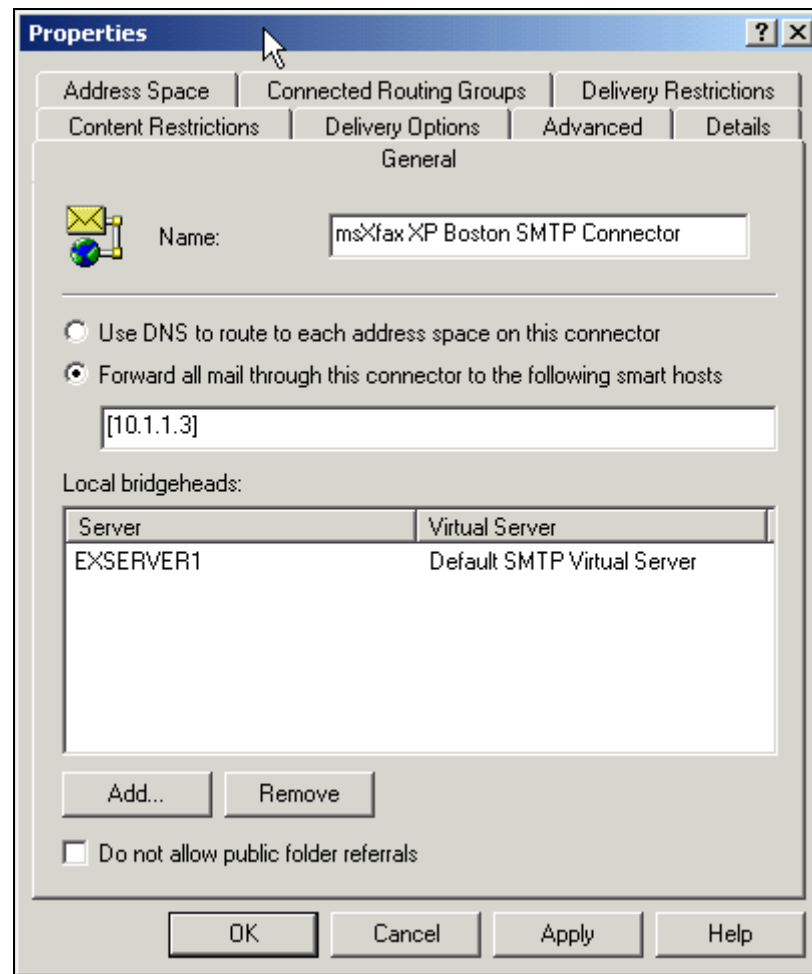 Properties
Address Space Connected Routing Groups Delivery Restrictions
Content Restrictions Delivery Options Advanced Details
General
Name: msXfax XP Boston SMTP Connector
Use DNS to route to each address space on this connector
Forward all mail through this connector to the following smart hosts
[10.1.1.3]
Local bridgeheads:
Server Virtual Server
EXSERVER1 Default SMTP Virtual Server
Add... Remove
Do not allow public folder referrals
OK Cancel Apply Help